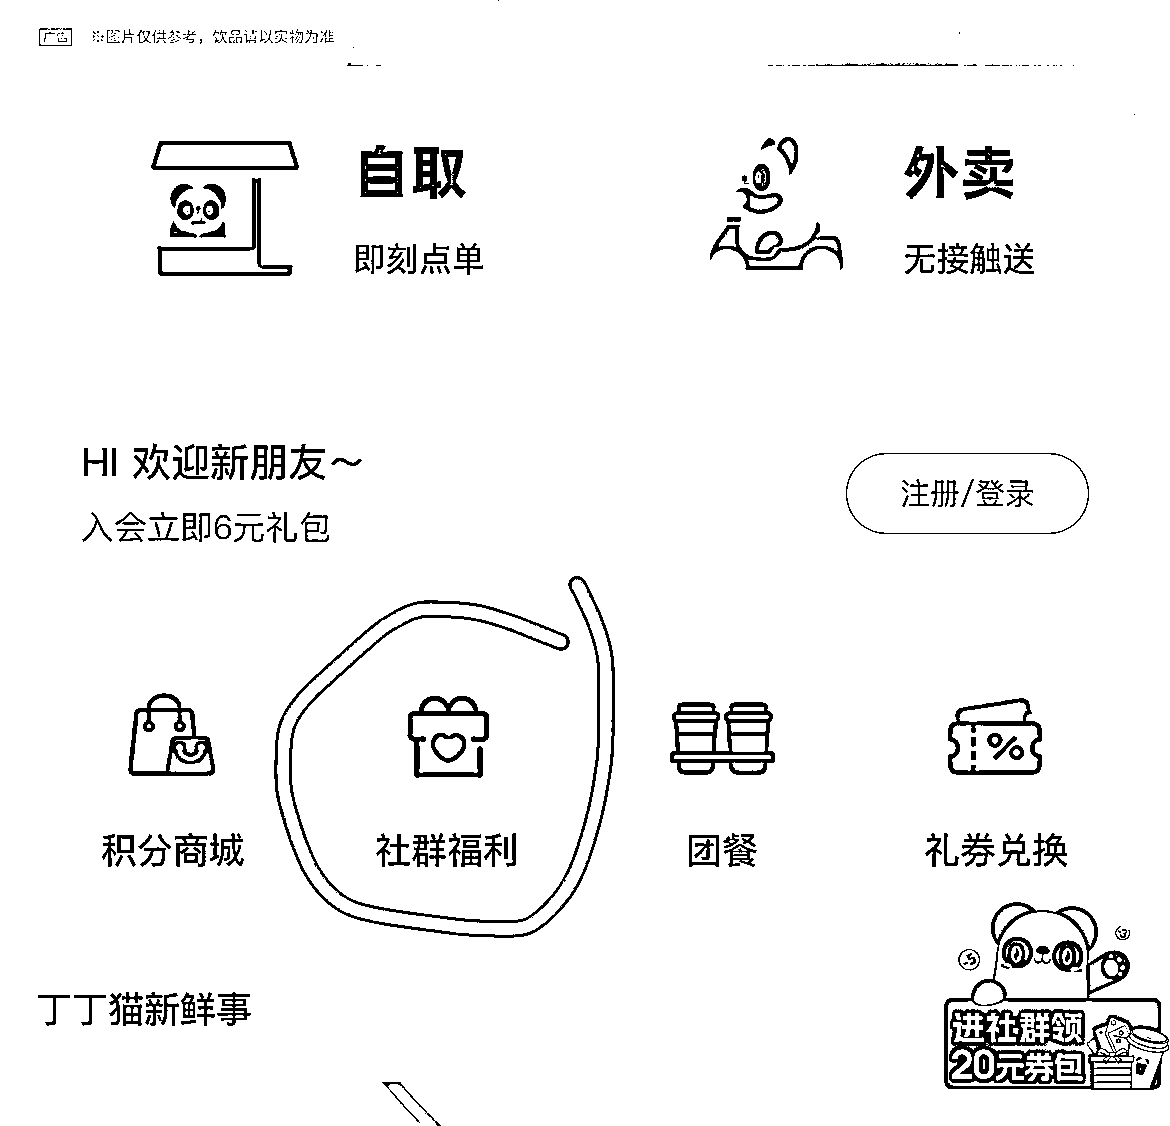 广告 ※图片仅供参考，饮品请以实物为准
自取
即刻点单
外卖
无接触送
HI 欢迎新朋友～
入会立即6元礼包
注册/登录
积分商城
社群福利
团餐
礼券兑换
丁丁猫新鲜事
进社群领
20元券包